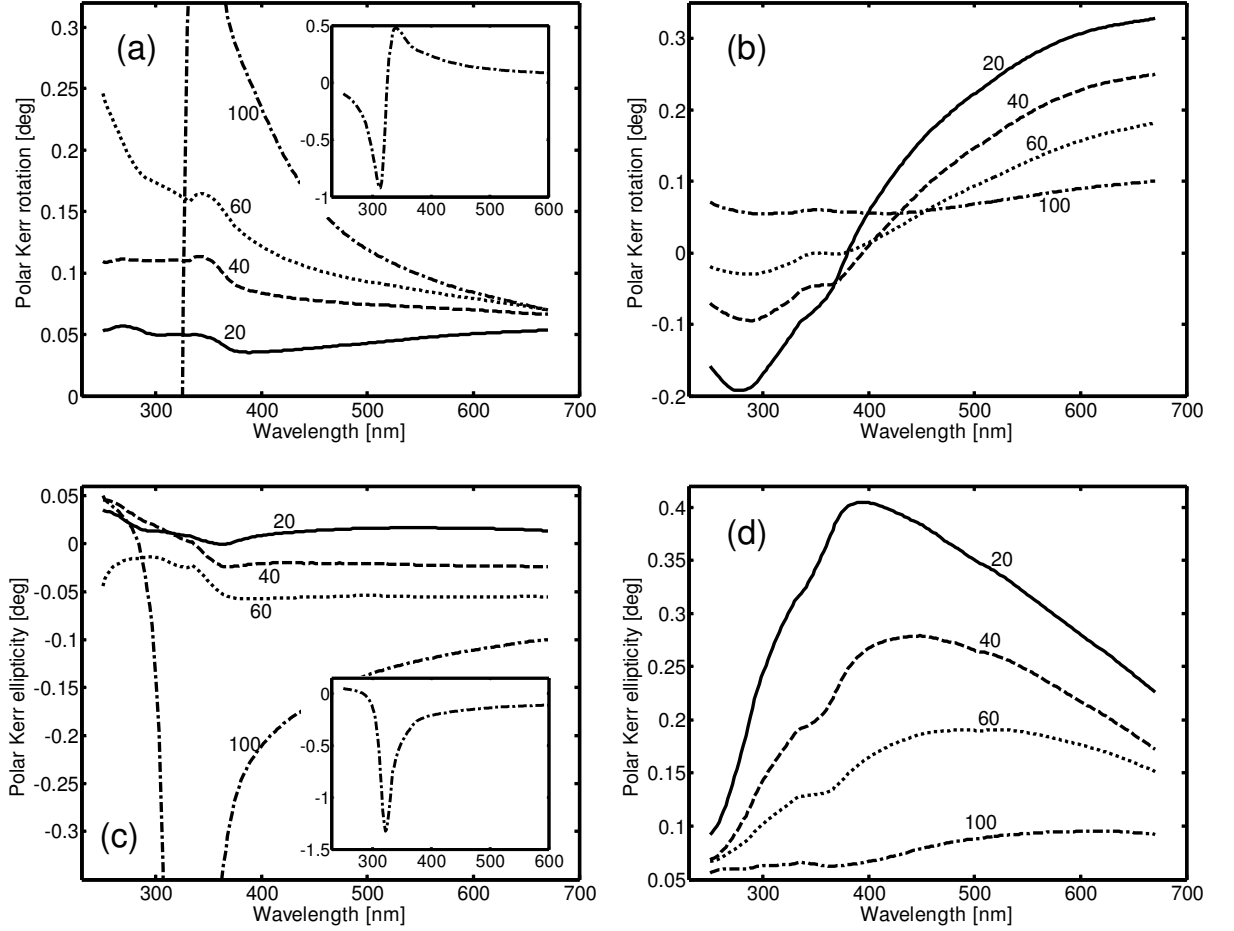 0.3
0.25
0.2
0.15
0.1
0.05
0
Polar Kerr rotation [deg]
(a)
100
60
40
20
0.5
0
-0.5
-1
300 400 500 600
300 400 500 600 700
Wavelength [nm]
0.3
0.2
0.1
0
-0.1
-0.2
Polar Kerr rotation [deg]
(b)
20
40
60
100
300 400 500 600 700
Wavelength [nm]
0.05
0
-0.05
-0.1
-0.15
-0.2
-0.25
-0.3
Polar Kerr ellipticity [deg]
(c)
20
40
60
100
0
-0.5
-1
-1.5
300 400 500 600
300 400 500 600 700
Wavelength [nm]
0.4
0.35
0.3
0.25
0.2
0.15
0.1
0.05
Polar Kerr ellipticity [deg]
(d)
20
40
60
100
300 400 500 600 700
Wavelength [nm]